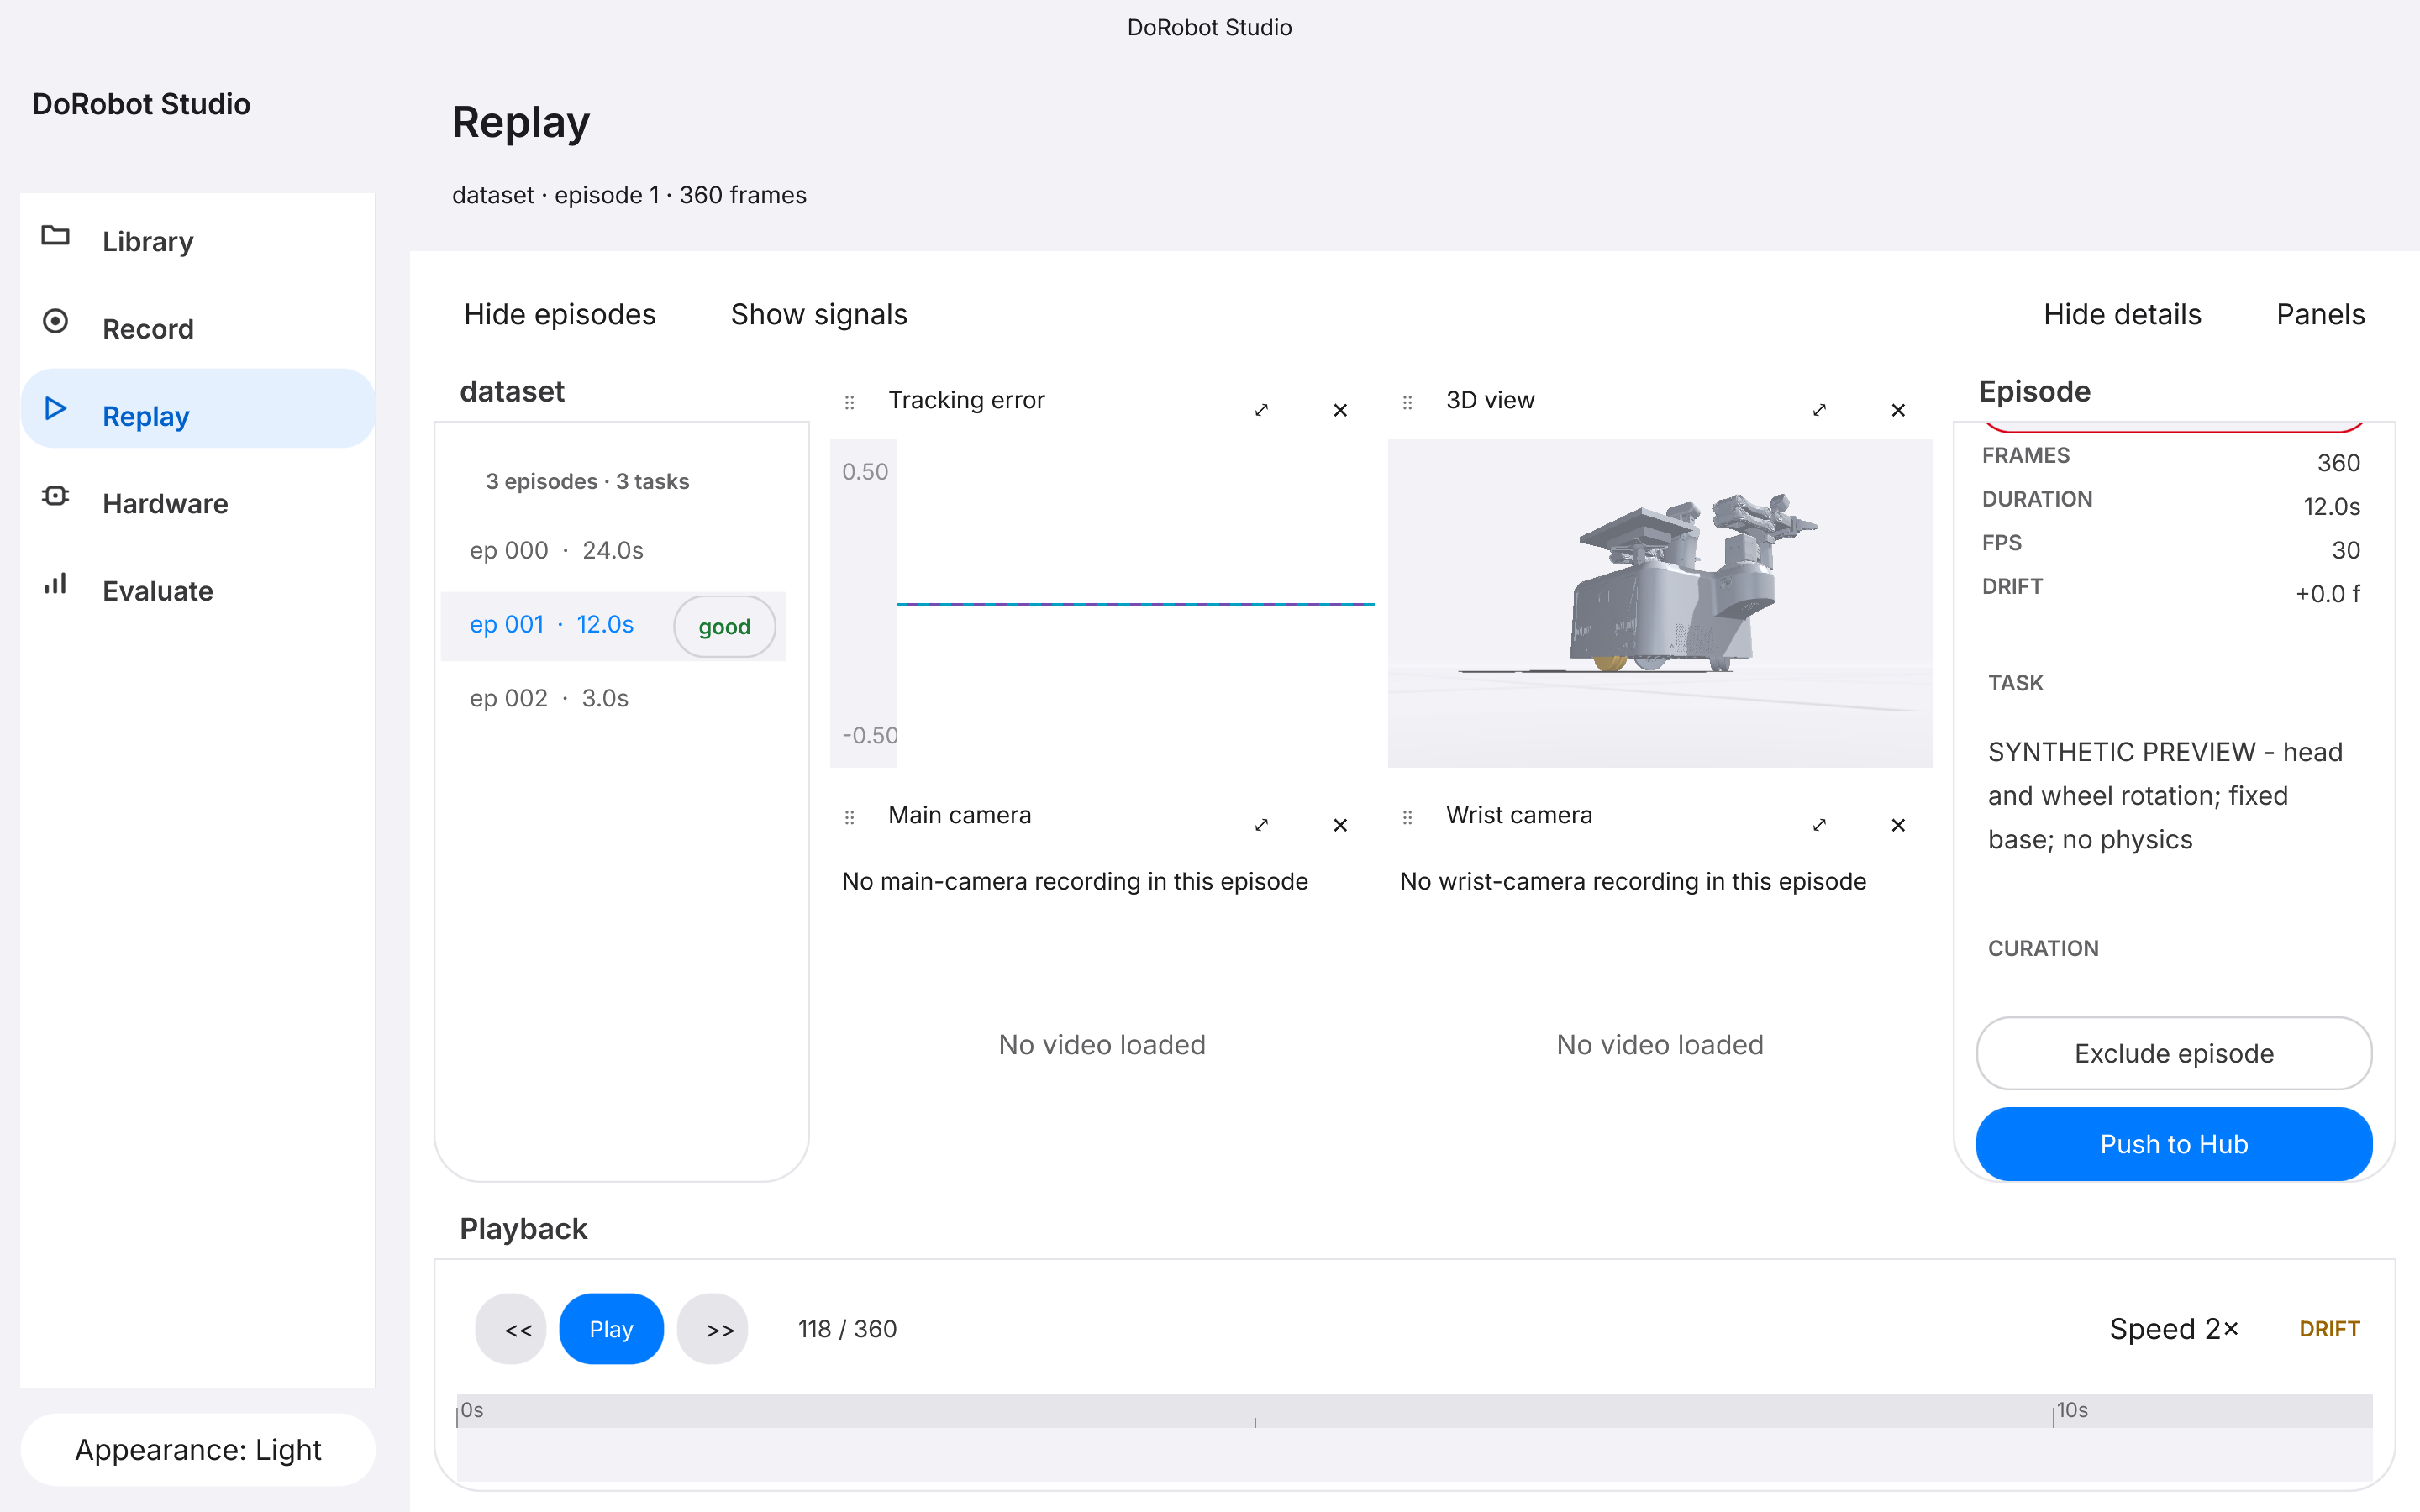 DoRobot Studio
DoRobot Studio
Library
Record
Replay
Hardware
Evaluate
Appearance: Light
Replay
dataset · episode 1 · 360 frames
Hide episodes
Show signals
Hide details
Panels
dataset
3 episodes · 3 tasks
ep 000 · 24.0s
ep 001 · 12.0s
good
ep 002 · 3.0s
Tracking error
0.50
-0.50
3D view
Main camera
No main-camera recording in this episode
No video loaded
Wrist camera
No wrist-camera recording in this episode
No video loaded
Episode
FRAMES 360
DURATION 12.0s
FPS 30
DRIFT +0.0 f
TASK
SYNTHETIC PREVIEW - head
and wheel rotation; fixed
base; no physics
CURATION
Exclude episode
Push to Hub
Playback
<<
Play
>>
118 / 360
Speed 2×
DRIFT
0s
10s